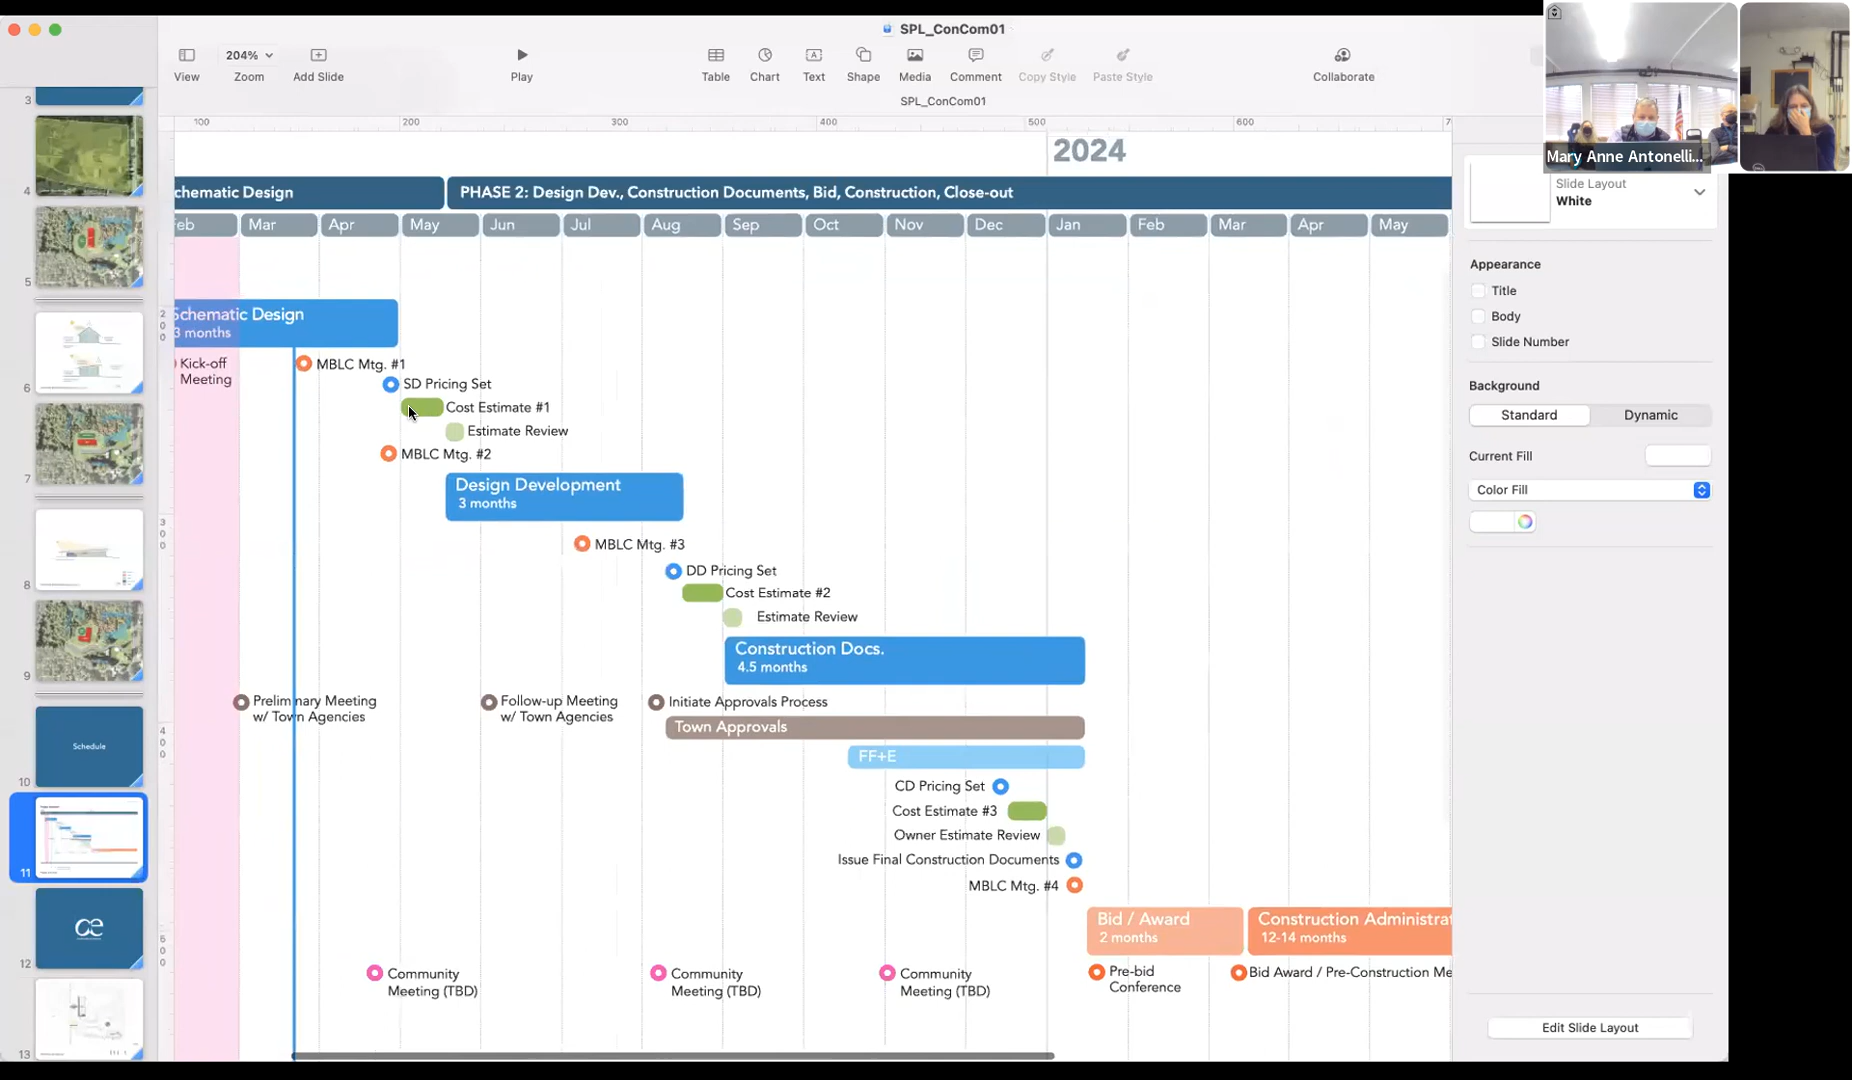 SPL_ConCom01
View
204%
Zoom
Add Slide
Play
Table
Chart
Text
Shape
Media
Comment
Copy Style
Paste Style
Collaborate
SPL_ConCom01
Mary Anne Antonelli...
100
200
300
400
500
600
2024
chematic Design
PHASE 2: Design Dev., Construction Documents, Bid, Construction, Close-out
eb
Mar
Apr
May
Jun
Jul
Aug
Sep
Oct
Nov
Dec
Jan
Feb
Mar
Apr
May
Schematic Design
3 months
Kick-off
Meeting
MBLC Mtg. #1
SD Pricing Set
Cost Estimate #1
Estimate Review
MBLC Mtg. #2
Design Development
3 months
MBLC Mtg. #3
DD Pricing Set
Cost Estimate #2
Estimate Review
Construction Docs.
4.5 months
Preliminary Meeting
w/ Town Agencies
Follow-up Meeting
w/ Town Agencies
Initiate Approvals Process
Town Approvals
FF+E
CD Pricing Set
Cost Estimate #3
Owner Estimate Review
Issue Final Construction Documents
MBLC Mtg. #4
Bid / Award
2 months
Construction Administrat
12-14 months
Community
Meeting (TBD)
Community
Meeting (TBD)
Community
Meeting (TBD)
Pre-bid
Conference
Bid Award / Pre-Construction Me
200
300
400
500
3
4
5
6
7
8
9
Schedule
10
11
ce
12
13
Slide Layout
White
Appearance
Title
Body
Slide Number
Background
Standard
Dynamic
Current Fill
Color Fill
Edit Slide Layout